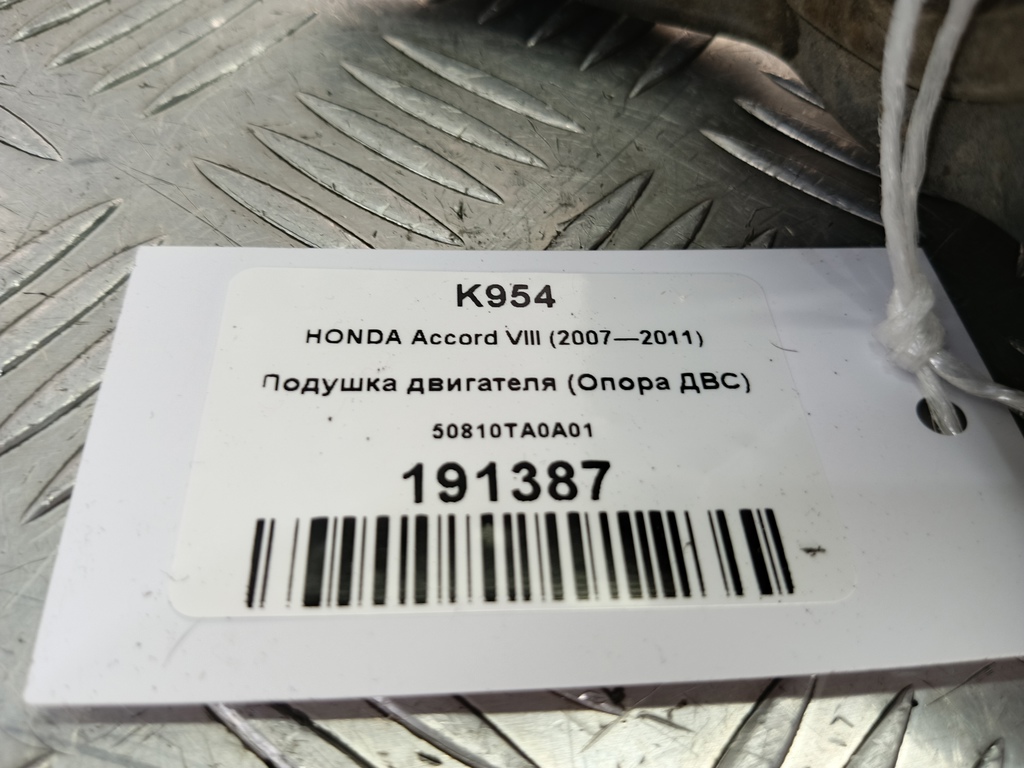 K954
HONDA Accord VIII (2007—2011)
Подушка двигателя (Опора ДВС)
50810TA0A01
191387